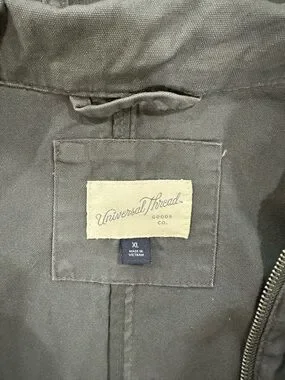 Universal Thread
GOODS
CO.
XL
MADE IN
VIETNAM